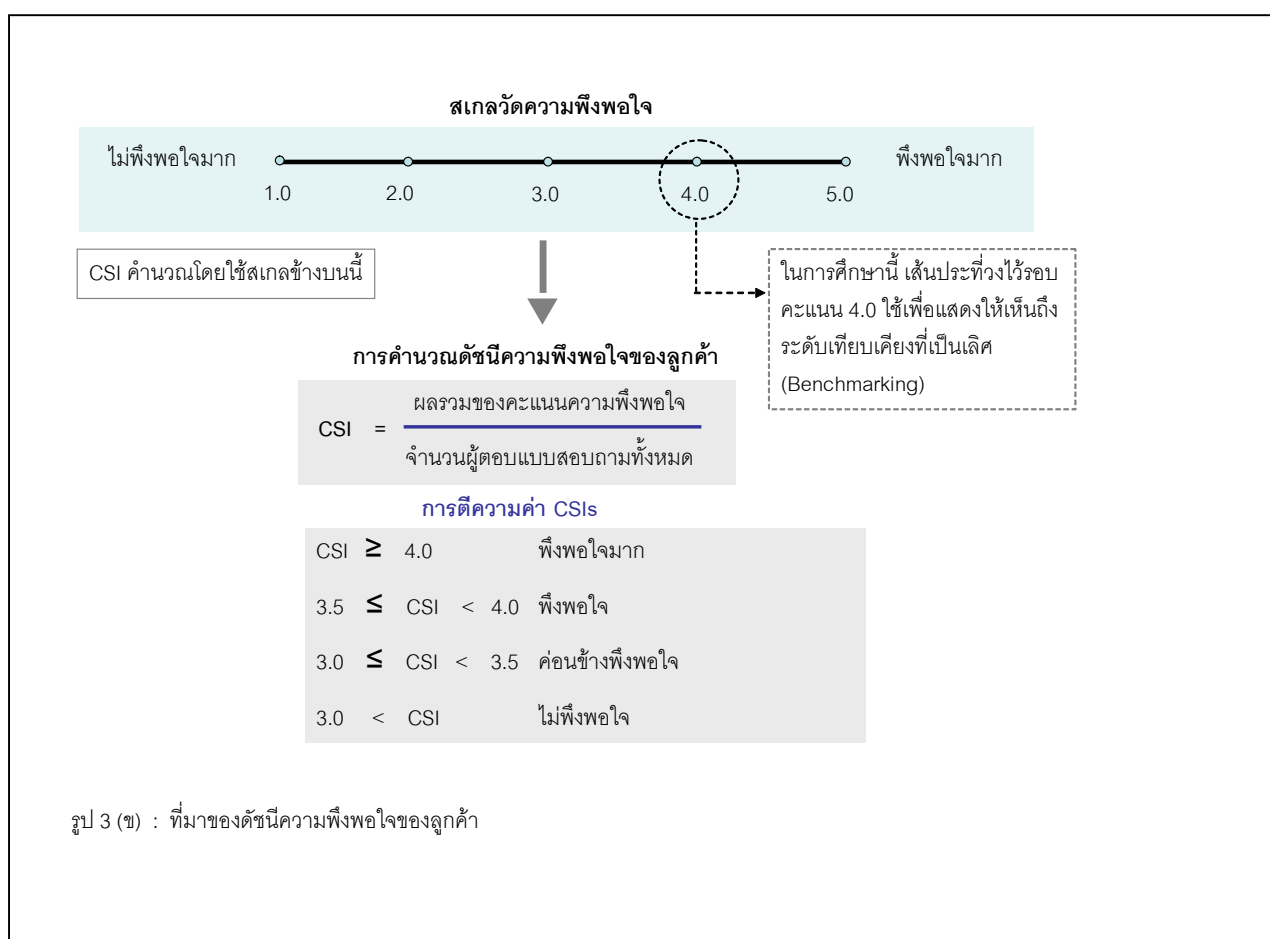 สเกลวัดความพึงพอใจ
ไม่พึงพอใจมาก พึงพอใจมาก
1.0 2.0 3.0 4.0 5.0
CSI คำนวณโดยใช้สเกลข้างบนนี้
ในการศึกษานี้ เส้นประที่วงไว้รอบ
คะแนน 4.0 ใช้เพื่อแสดงให้เห็นถึง
ระดับเทียบเคียงที่เป็นเลิศ
(Benchmarking)
การคำนวณดัชนีความพึงพอใจของลูกค้า
ผลรวมของคะแนนความพึงพอใจ
CSI =
จำนวนผู้ตอบแบบสอบถามทั้งหมด
การตีความค่า CSIs
CSI ≥ 4.0 พึงพอใจมาก
3.5 ≤ CSI < 4.0 พึงพอใจ
3.0 ≤ CSI < 3.5 ค่อนข้างพึงพอใจ
3.0 < CSI ไม่พึงพอใจ
รูป 3 (ข) : ที่มาของดัชนีความพึงพอใจของลูกค้า